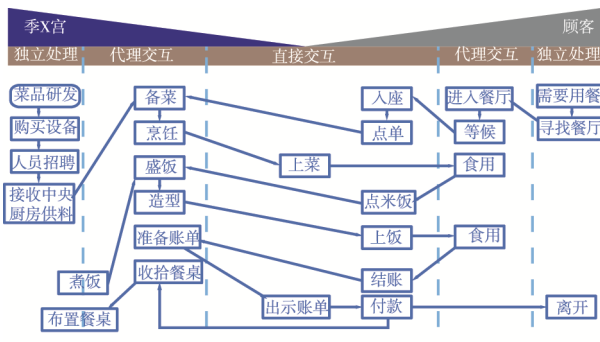 季X宫
顾客
独立处理
代理交互
直接交互
代理交互
独立处理
菜品研发
备菜
入座
进入餐厅
需要用餐
购买设备
烹饪
点单
等候
寻找餐厅
人员招聘
盛饭
上菜
食用
接收中央
厨房供料
造型
点米饭
准备账单
上饭
食用
煮饭
收拾餐桌
结账
布置餐桌
出示账单
付款
离开